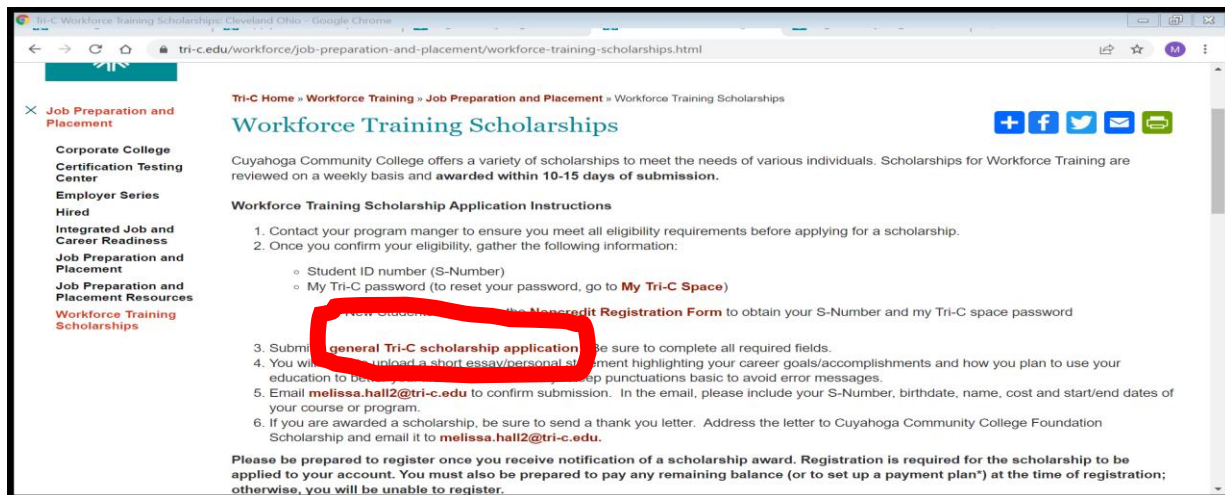 Tri-C Workforce Training Scholarships: Cleveland Ohio - Google Chrome
tri-c.edu/workforce/job-preparation-and-placement/workforce-training-scholarships.html
M
Job Preparation and
Placement
Corporate College
Certification Testing
Center
Employer Series
Hired
Integrated Job and
Career Readiness
Job Preparation and
Placement
Job Preparation and
Placement Resources
Workforce Training
Scholarships
Tri-C Home » Workforce Training » Job Preparation and Placement » Workforce Training Scholarships
Workforce Training Scholarships
Cuyahoga Community College offers a variety of scholarships to meet the needs of various individuals. Scholarships for Workforce Training are
reviewed on a weekly basis and awarded within 10-15 days of submission.
Workforce Training Scholarship Application Instructions
1. Contact your program manger to ensure you meet all eligibility requirements before applying for a scholarship.
2. Once you confirm your eligibility, gather the following information:
Student ID number (S-Number)
My Tri-C password (to reset your password, go to My Tri-C Space)
New the Noncredit Registration Form to obtain your S-Number and my Tri-C space password
3. general Tri-C scholarship application Be sure to complete all required fields.
4. You upload a short essay/personal statement highlighting your career goals/accomplishments and how you plan to use your
education to punctuations basic to avoid error messages.
5. Email melissa.hall2@tri-c.edu to confirm submission. In the email, please include your S-Number, birthdate, name, cost and start/end dates of
your course or program.
6. If you are awarded a scholarship, be sure to send a thank you letter. Address the letter to Cuyahoga Community College Foundation
Scholarship and email it to melissa.hall2@tri-c.edu.
Please be prepared to register once you receive notification of a scholarship award. Registration is required for the scholarship to be
applied to your account. You must also be prepared to pay any remaining balance (or to set up a payment plan*) at the time of registration;
otherwise, you will be unable to register.